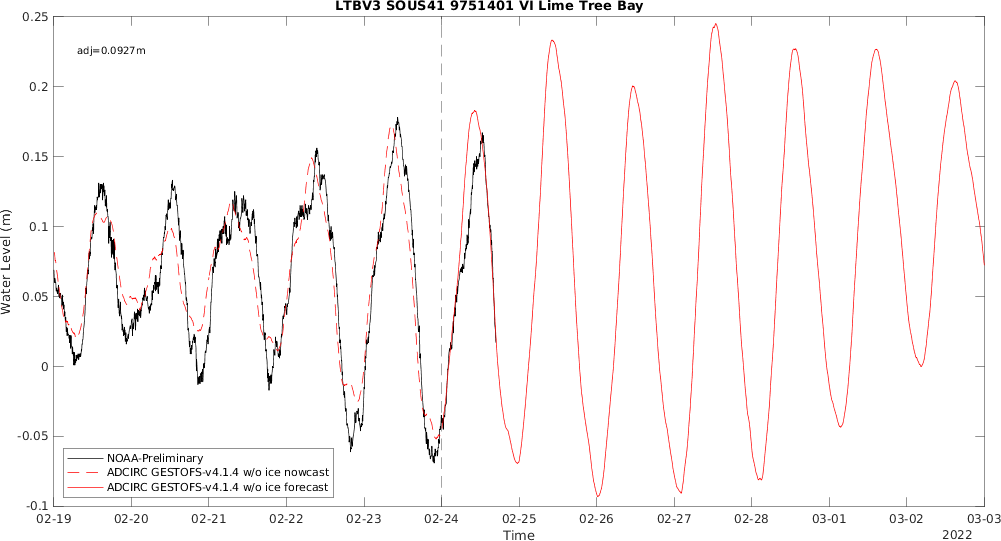 LTBV3 SOUS41 9751401 VI Lime Tree Bay
adj=0.0927m
Water Level (m)
0.25
0.2
0.15
0.1
0.05
0
-0.05
-0.1
NOAA-Preliminary
ADCIRC GESTOFS-v4.1.4 w/o ice nowcast
ADCIRC GESTOFS-v4.1.4 w/o ice forecast
02-19 02-20 02-21 02-22 02-23 02-24 02-25 02-26 02-27 02-28 03-01 03-02 03-03
Time
2022